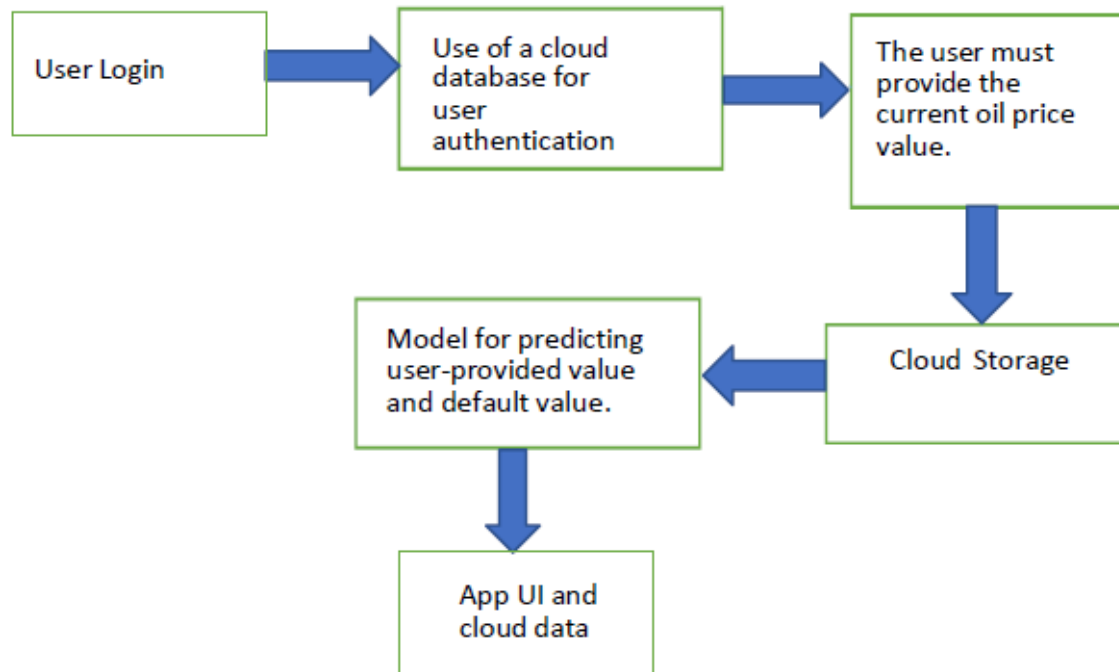 User Login
Use of a cloud
database for
user
authentication
The user must
provide the
current oil price
value.
Cloud Storage
Model for predicting
user-provided value
and default value.
App UI and
cloud data